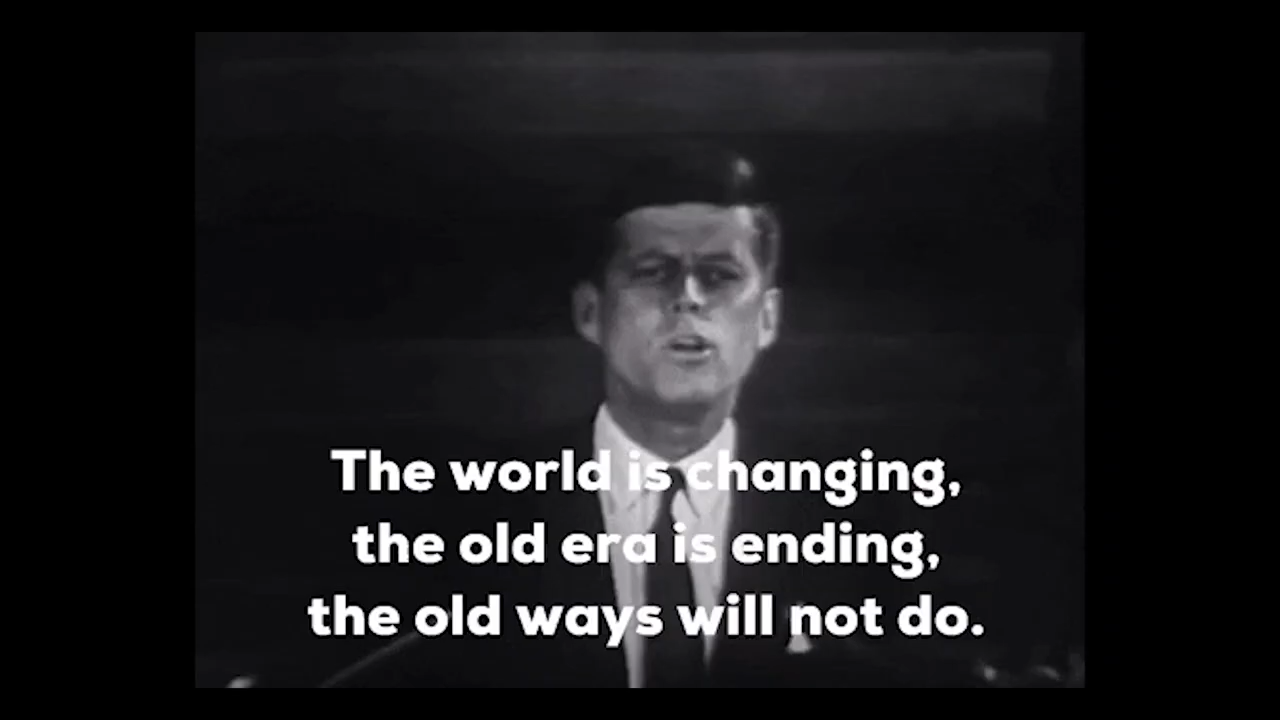 The world is changing,
the old era is ending,
the old ways will not do.